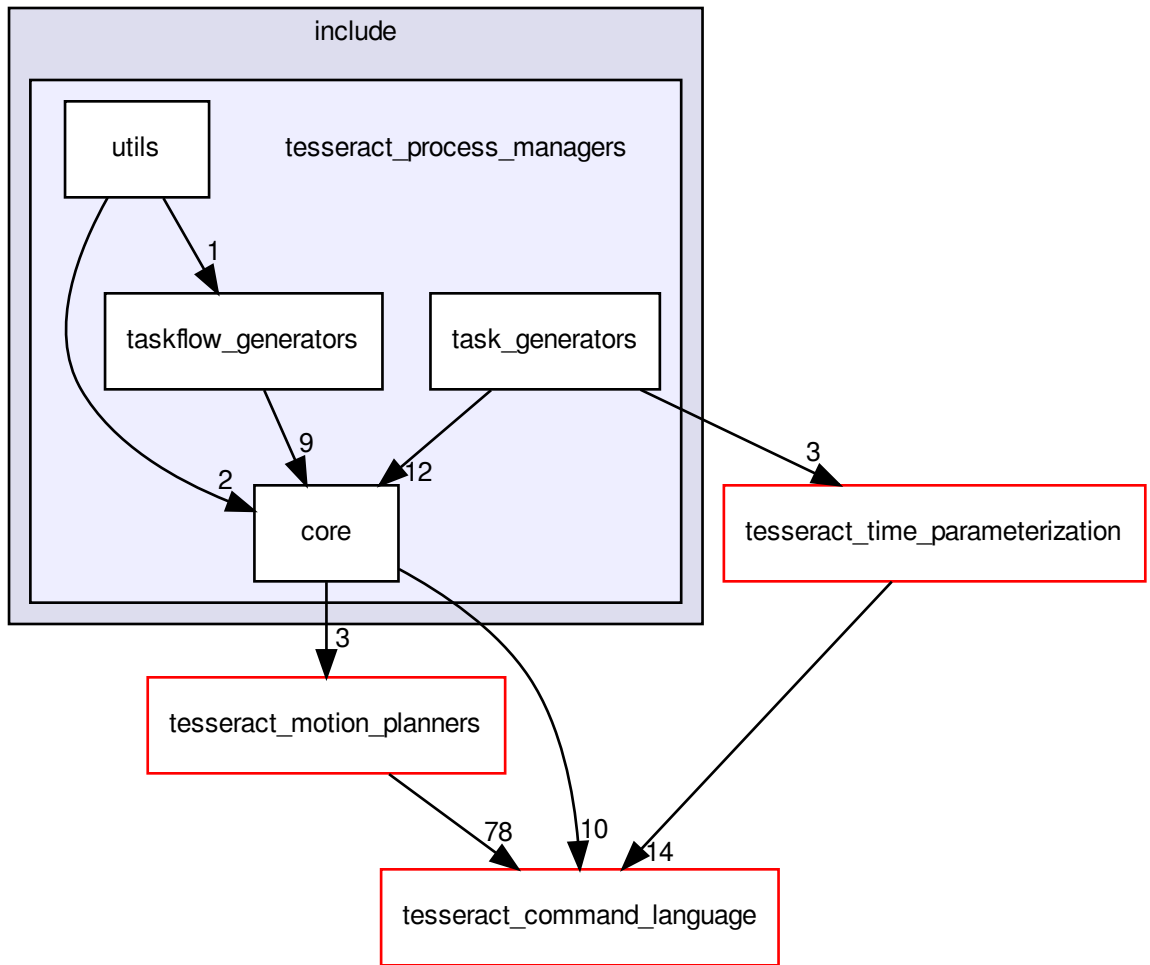 include
utils
tesseract_process_managers
1
taskflow_generators
task_generators
9
12
3
2
core
tesseract_time_parameterization
3
tesseract_motion_planners
78
10
14
tesseract_command_language